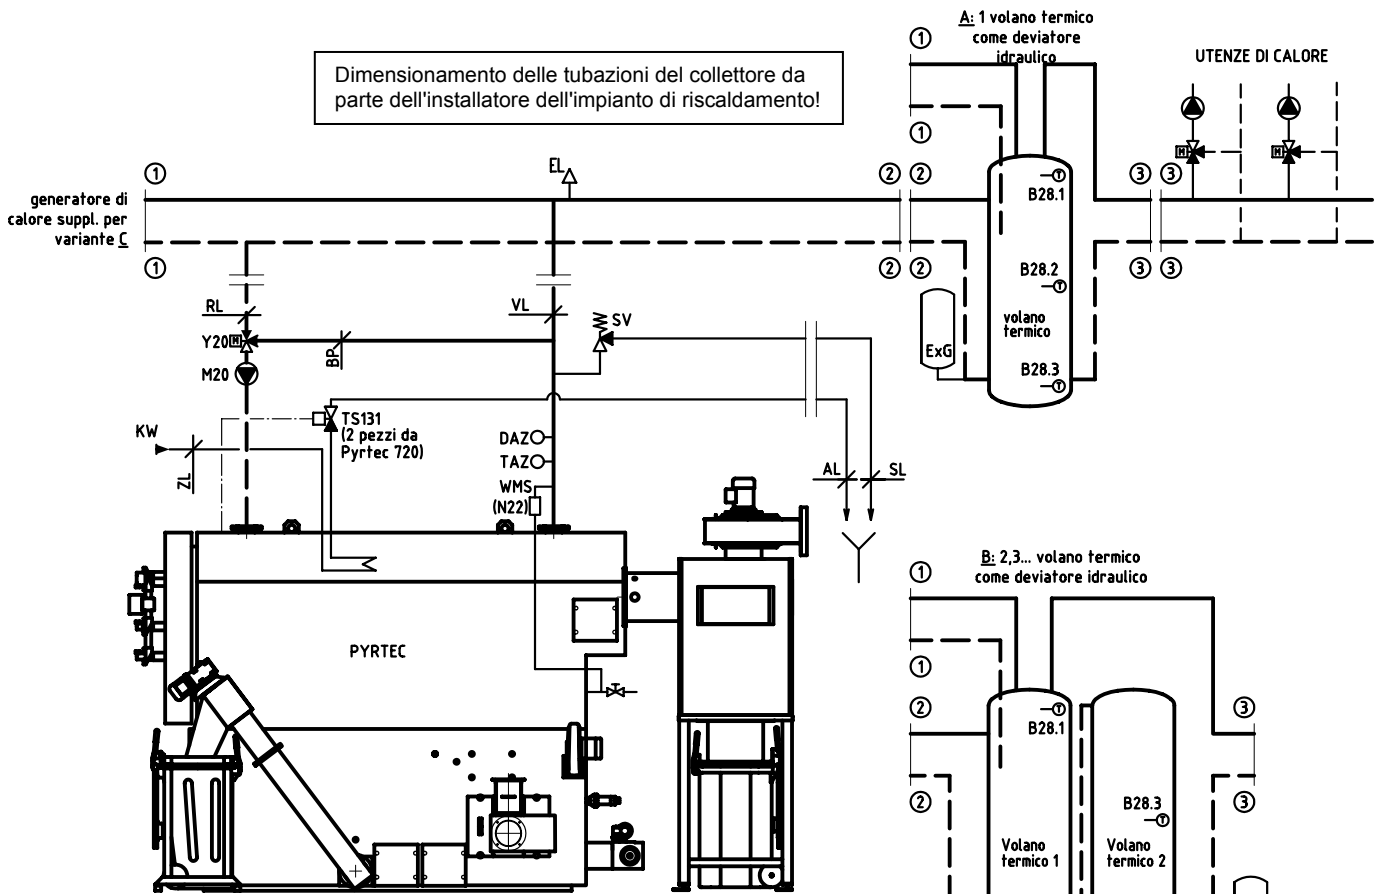 A: 1 volano termico
come deviatore
idraulico
1
1
UTENZE DI CALORE
Dimensionamento delle tubazioni del collettore da
parte dell'installatore dell'impianto di riscaldamento!
generatore di
calore suppl. per
variante C
1
1
EL
2 2
2 2
3 3
3 3
M
M
T
B28.1
B28.2
T
volano
termico
B28.3
T
ExG
RL
VL
SV
Y20 M
BP
M20
TS131
(2 pezzi da
Pyrtec 720)
KW
ZL
DAZ
TAZ
WMS
(N22)
AL
SL
PYRTEC
B: 2,3... volano termico
come deviatore idraulico
1
1
2
2
3
3
T
B28.1
B28.3
T
Volano
termico 1
Volano
termico 2